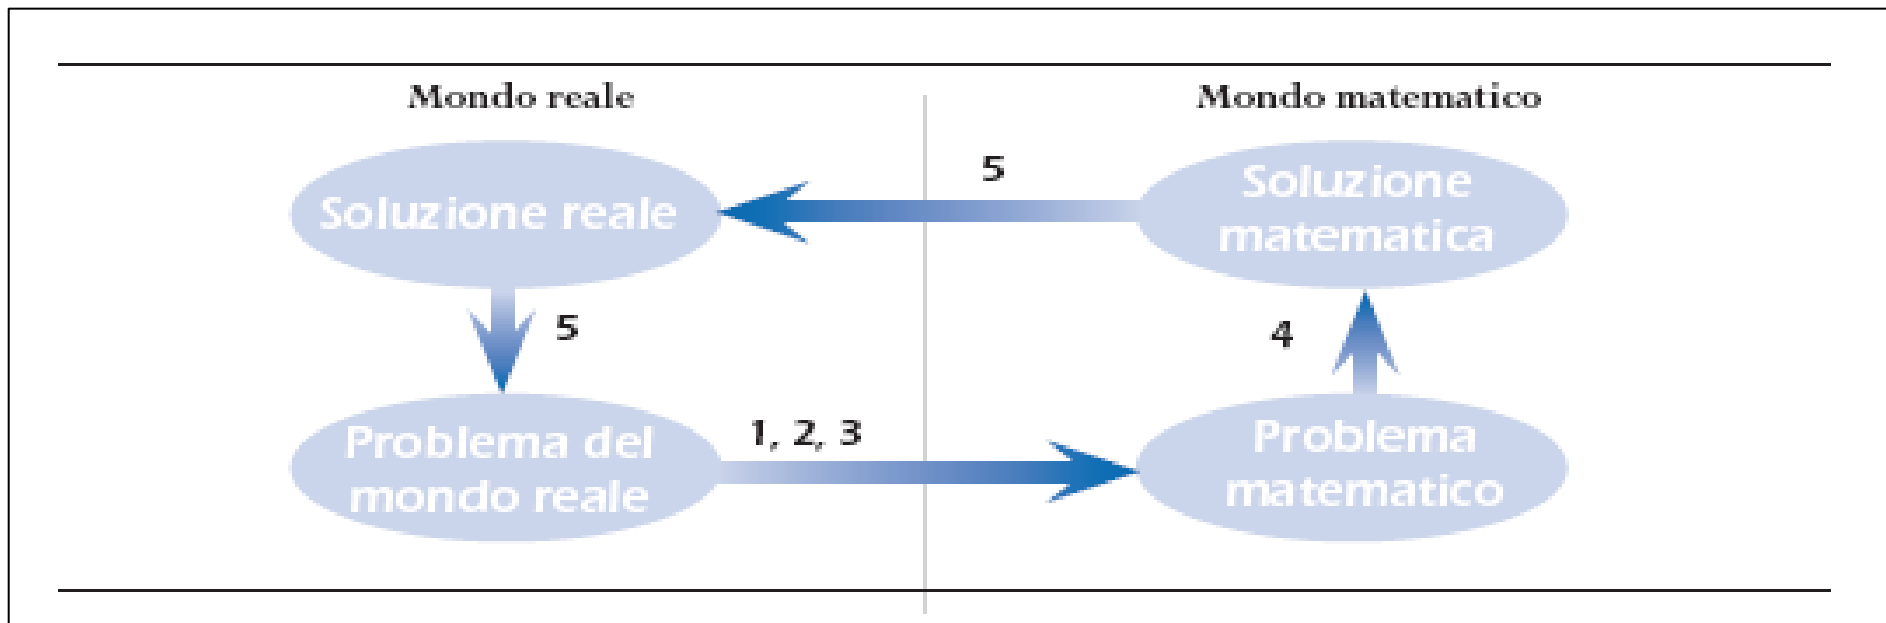 Mondo reale
Mondo matematico
5
Soluzione reale
Soluzione
matematica
5
4
1, 2, 3
Problema del
mondo reale
Problema
matematico